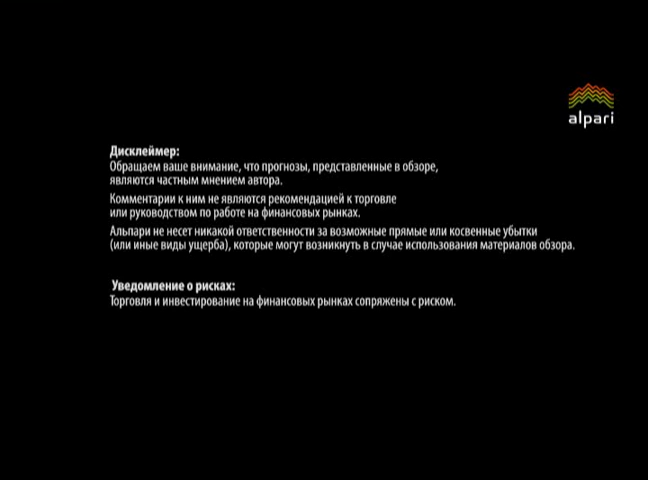 alpari
Дисклеймер:
Обращаем ваше внимание, что прогнозы, представленные в обзоре,
являются частным мнением автора.
Комментарии к ним не являются рекомендацией к торговле
или руководством по работе на финансовых рынках.
Альпари не несет никакой ответственности за возможные прямые или косвенные убытки
(или иные виды ущерба), которые могут возникнуть в случае использования материалов обзора.
Уведомление о рисках:
Торговля и инвестирование на финансовых рынках сопряжены с риском.